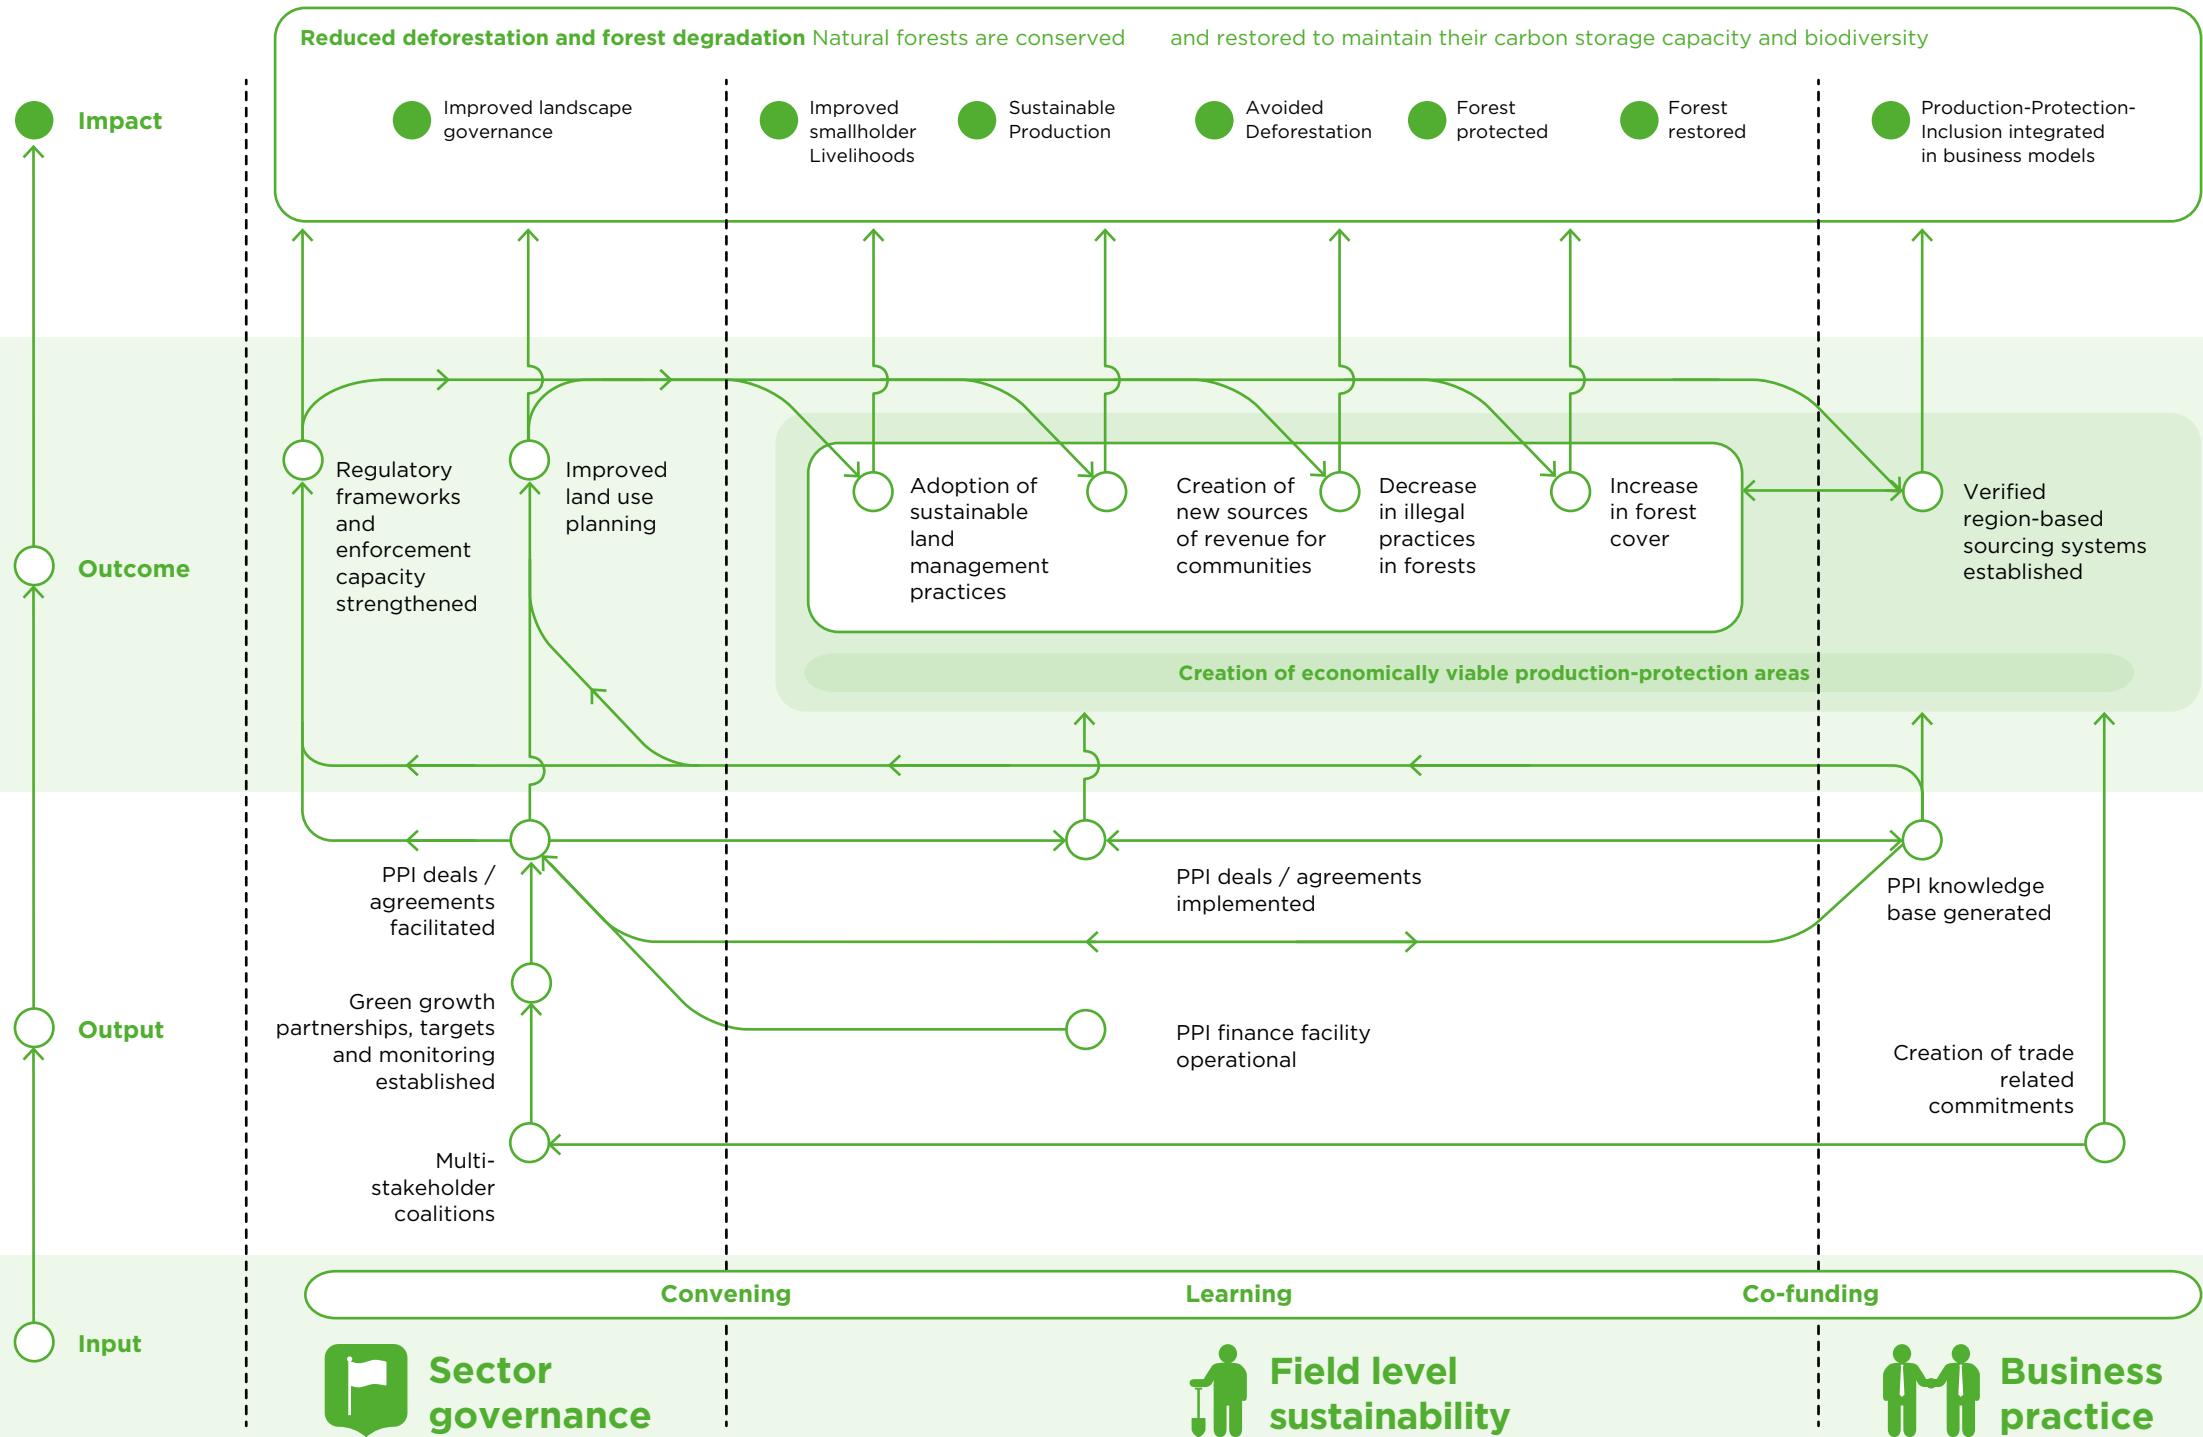 Reduced deforestation and forest degradation Natural forests are conserved and restored to maintain their carbon storage capacity and biodiversity
Impact
Improved landscape
governance
Improved
smallholder
Livelihoods
Sustainable
Production
Avoided
Deforestation
Forest
protected
Forest
restored
Production-Protection-
Inclusion integrated
in business models
Outcome
Regulatory
frameworks
and
enforcement
capacity
strengthened
Improved
land use
planning
Adoption of
sustainable
land
management
practices
Creation of
new sources
of revenue for
communities
Decrease
in illegal
practices
in forests
Increase
in forest
cover
Verified
region-based
sourcing systems
established
Creation of economically viable production-protection areas
Output
PPI deals /
agreements
facilitated
PPI deals / agreements
implemented
PPI knowledge
base generated
Green growth
partnerships, targets
and monitoring
established
PPI finance facility
operational
Creation of trade
related
commitments
Multi-
stakeholder
coalitions
Input
Convening
Learning
Co-funding
Sector
governance
Field level
sustainability
Business
practice